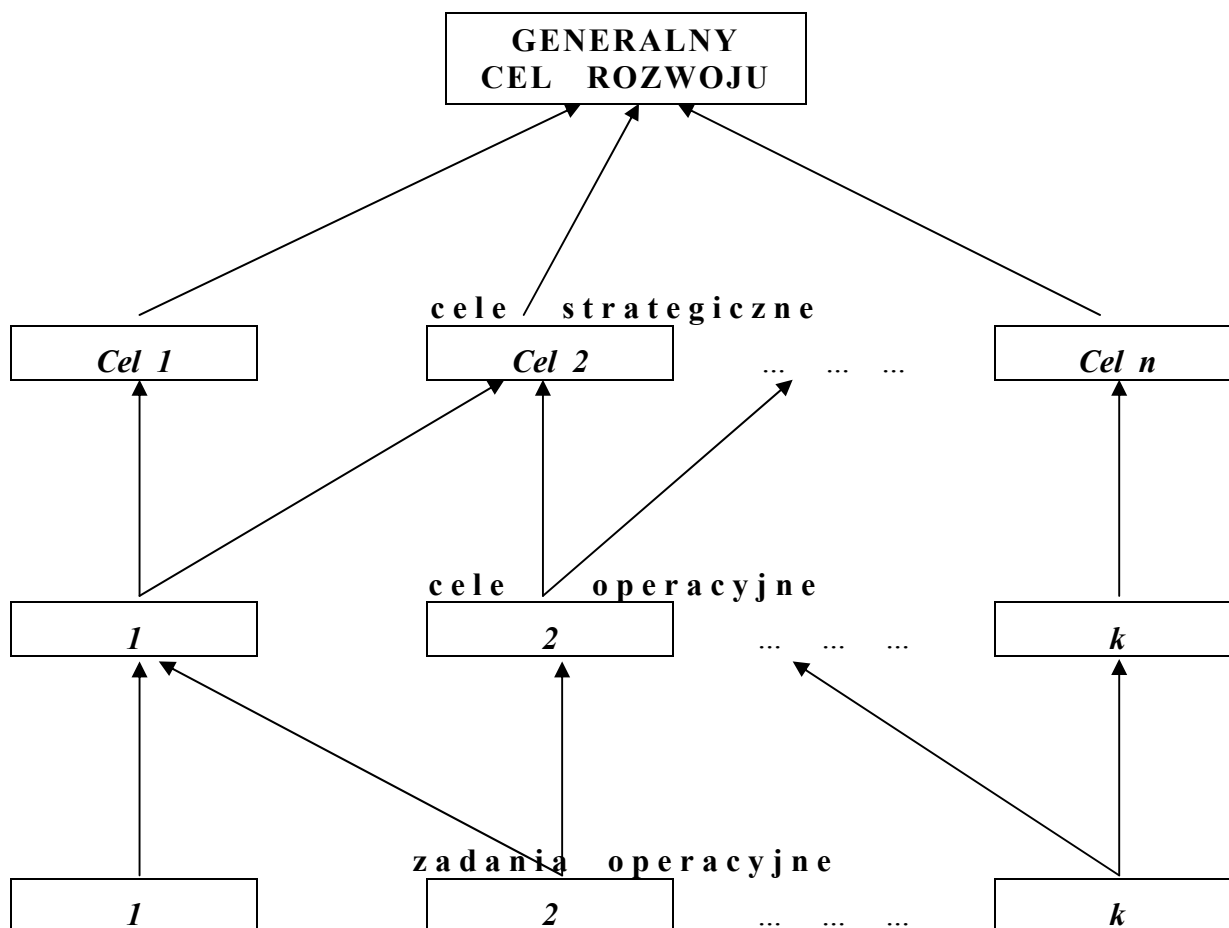 GENERALNY
CEL ROZWOJU
cele strategiczne
Cel 1 Cel 2 ... ... ... Cel n
cele operacyjne
1 2 ... ... ... k
zadania operacyjne
1 2 ... ... ... k